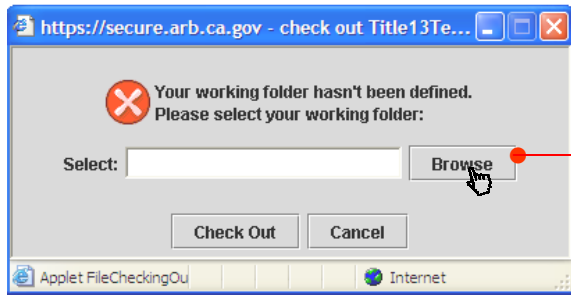 https://secure.arb.ca.gov - check out Title13Te...
Your working folder hasn't been defined.
Please select your working folder:
Select:
Browse
Check Out
Cancel
Applet FileCheckingOu
Internet